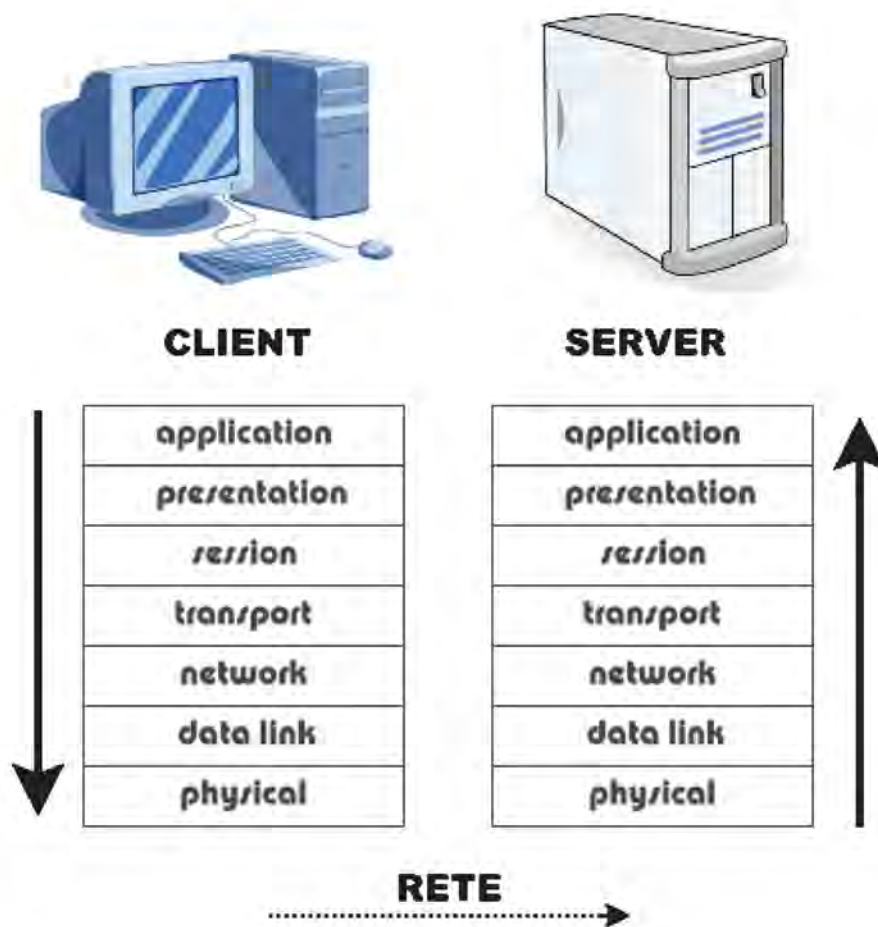 CLIENT
SERVER
application
presentation
session
transport
network
data link
physical
application
presentation
session
transport
network
data link
physical
RETE